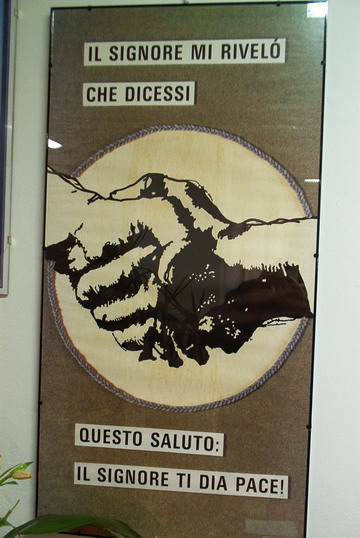 IL SIGNORE MI RIVELÓ
CHE DICESSI
QUESTO SALUTO:
IL SIGNORE TI DIA PACE!